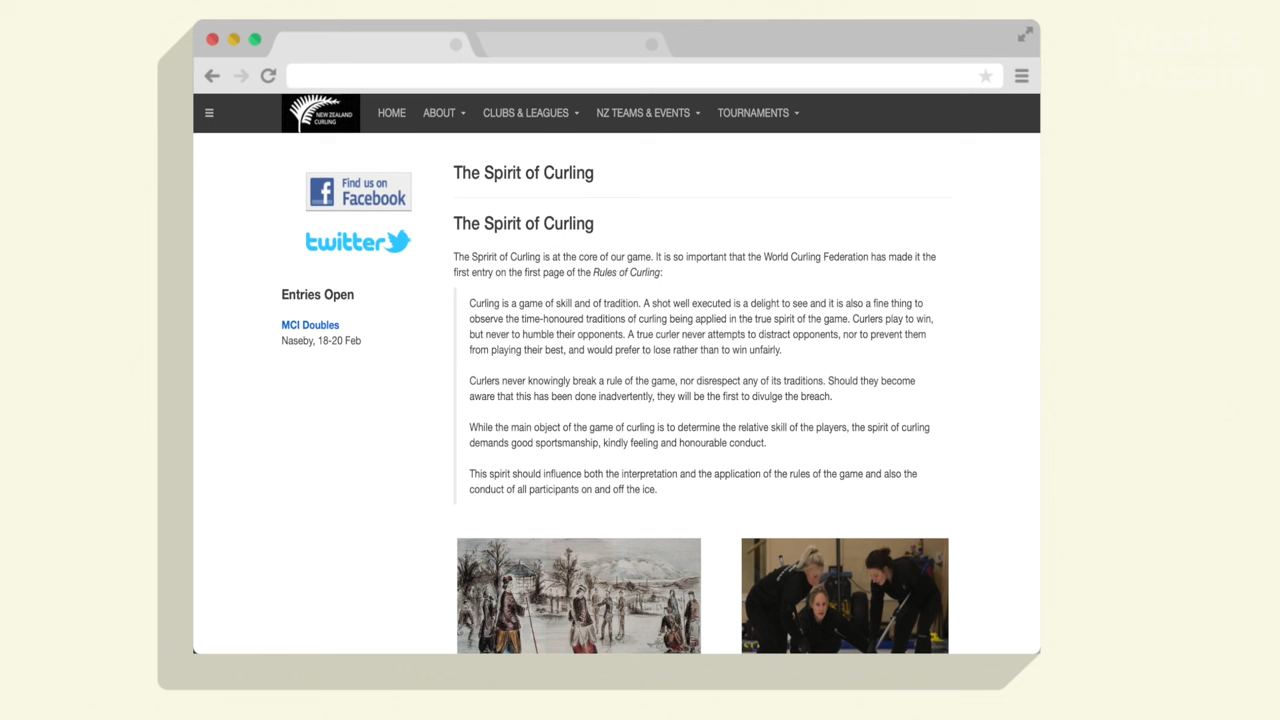 NEW ZEALAND
CURLING
HOME
ABOUT
CLUBS & LEAGUES
NZ TEAMS & EVENTS
TOURNAMENTS
Find us on
Facebook
twitter
Entries Open
MCI Doubles
Naseby, 18-20 Feb
The Spirit of Curling
The Spirit of Curling
The Spririt of Curling is at the core of our game. It is so important that the World Curling Federation has made it the
first entry on the first page of the Rules of Curling:
Curling is a game of skill and of tradition. A shot well executed is a delight to see and it is also a fine thing to
observe the time-honoured traditions of curling being applied in the true spirit of the game. Curlers play to win,
but never to humble their opponents. A true curler never attempts to distract opponents, nor to prevent them
from playing their best, and would prefer to lose rather than to win unfairly.
Curlers never knowingly break a rule of the game, nor disrespect any of its traditions. Should they become
aware that this has been done inadvertently, they will be the first to divulge the breach.
While the main object of the game of curling is to determine the relative skill of the players, the spirit of curling
demands good sportsmanship, kindly feeling and honourable conduct.
This spirit should influence both the interpretation and the application of the rules of the game and also the
conduct of all participants on and off the ice.